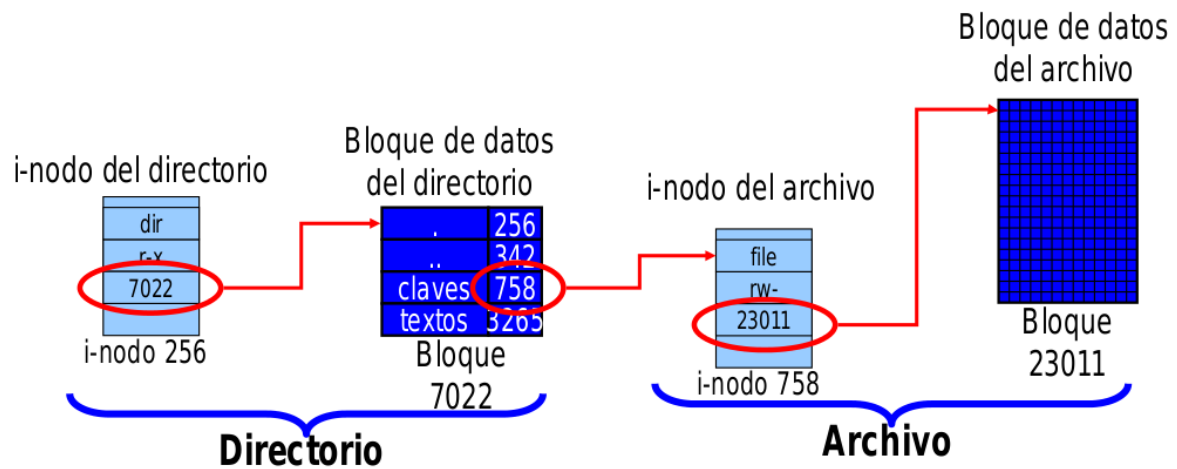 i-nodo del directorio
dir
r-x
7022
i-nodo 256
Bloque de datos
del directorio
. 256
.. 342
claves 758
textos 3265
Bloque
7022
Directorio
i-nodo del archivo
file
rw-
23011
i-nodo 758
Bloque de datos
del archivo
Bloque
23011
Archivo